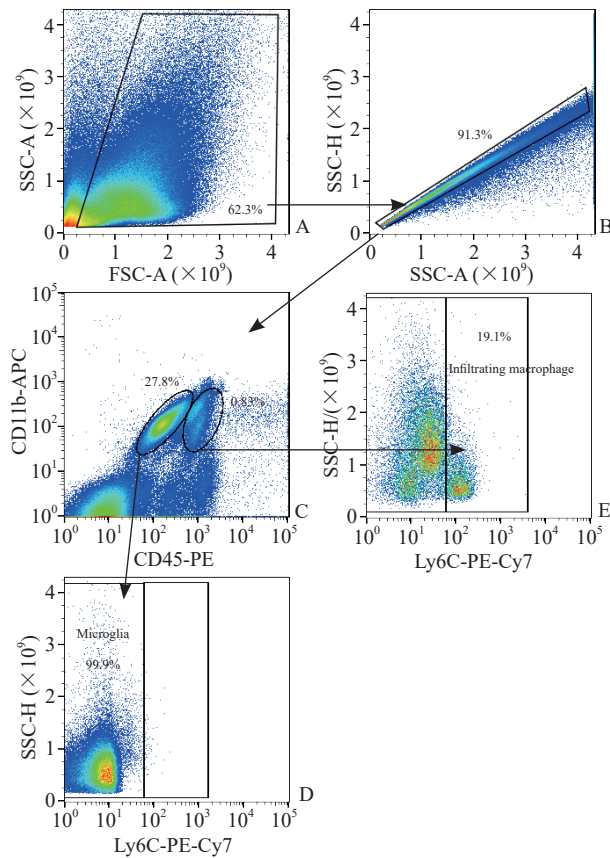 4
3
2
1
0
SSC-A (×10⁹)
62.3%
A
0 1 2 3 4
FSC-A (×10⁹)
4
3
2
1
0
SSC-H (×10⁹)
91.3%
B
0 1 2 3 4
SSC-A (×10⁹)
10⁵
10⁴
10³
10²
10¹
10⁰
CD11b-APC
27.8%
0.83%
C
10⁰ 10¹ 10² 10³ 10⁴ 10⁵
CD45-PE
4
3
2
1
0
SSC-H/(×10⁹)
19.1%
Infiltrating macrophage
E
10⁰ 10¹ 10² 10³ 10⁴ 10⁵
Ly6C-PE-Cy7
4
3
2
1
0
SSC-H (×10⁹)
Microglia
99.9%
D
10⁰ 10¹ 10² 10³ 10⁴ 10⁵
Ly6C-PE-Cy7